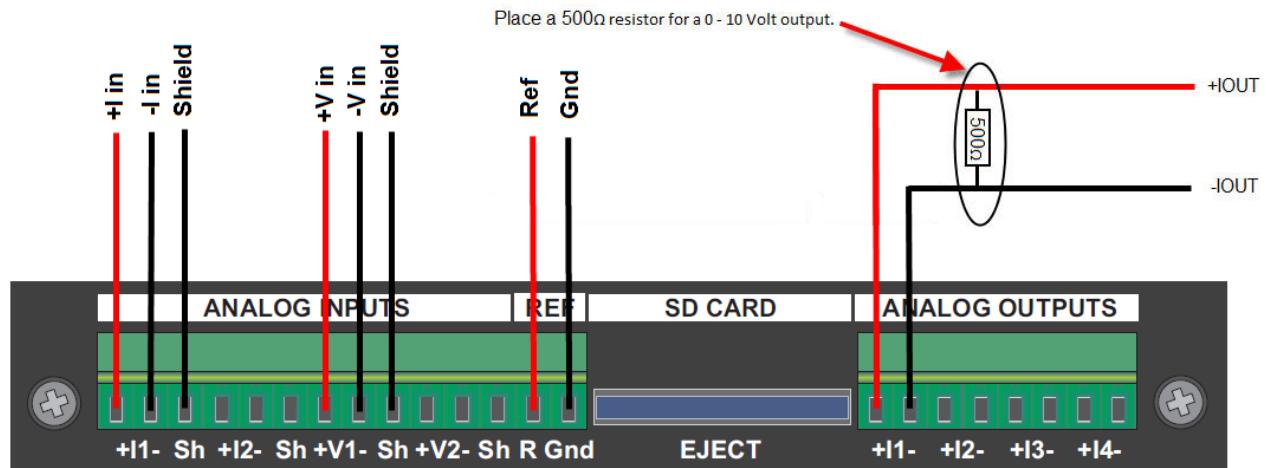 Place a 500Ω resistor for a 0 - 10 Volt output.
+I in
-I in
Shield
+V in
-V in
Shield
Ref
Gnd
+IOUT
500Ω
-IOUT
ANALOG INPUTS
REF
SD CARD
ANALOG OUTPUTS
+I1- Sh +I2- Sh +V1- Sh +V2- Sh R Gnd
EJECT
+I1- +I2- +I3- +I4-